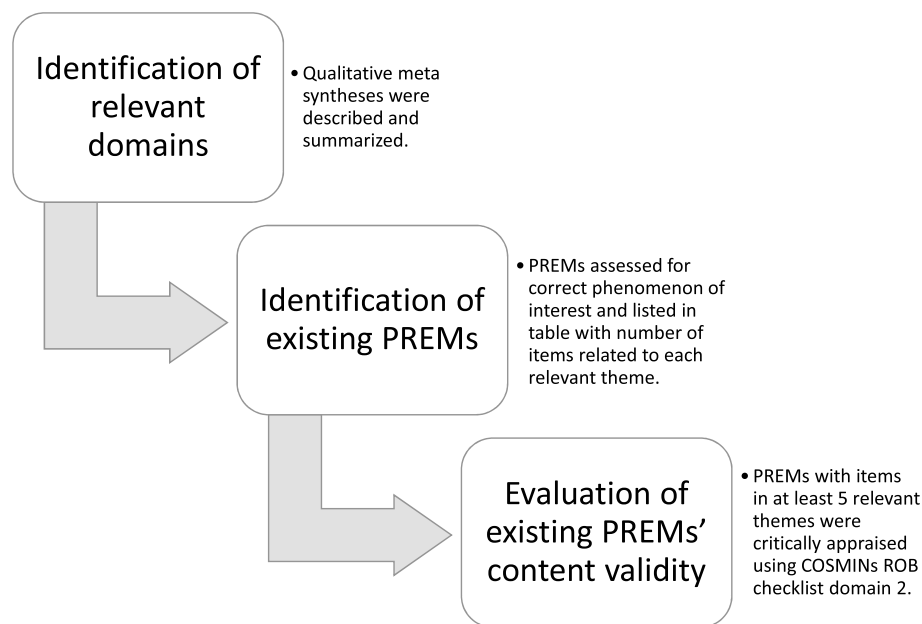 Identification of
relevant
domains
• Qualitative meta
syntheses were
described and
summarized.
Identification of
existing PREMs
• PREMs assessed for
correct phenomenon of
interest and listed in
table with number of
items related to each
relevant theme.
Evaluation of
existing PREMs’
content validity
• PREMs with items
in at least 5 relevant
themes were
critically appraised
using COSMINs ROB
checklist domain 2.